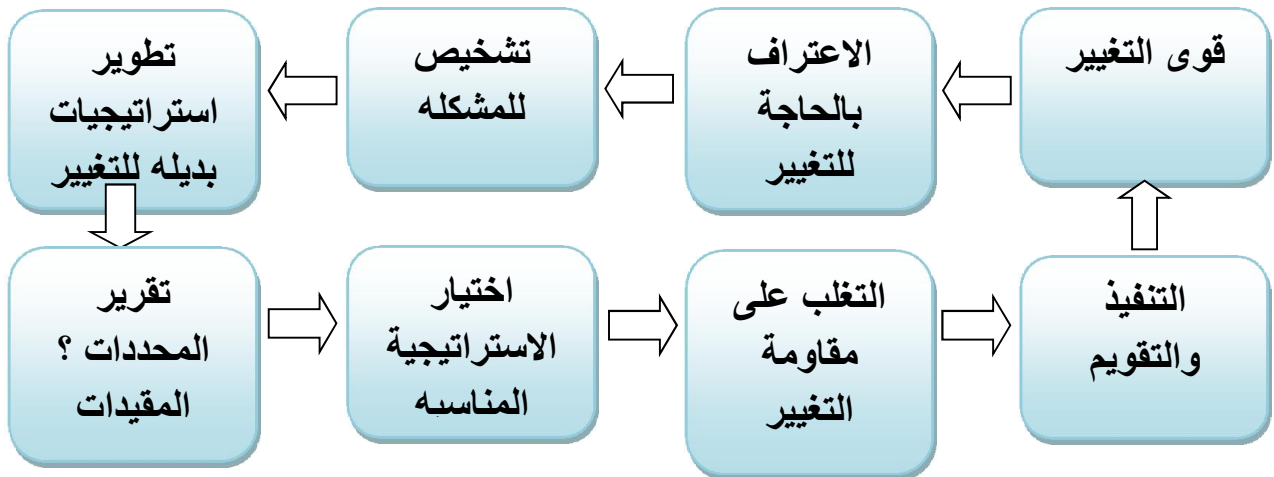 قوى التغيير
الاعتراف
بالحاجة
للتغيير
تشخيص
للمشكله
تطوير
استراتيجيات
بديله للتغيير
تقرير
المحددات ؟
المقيدات
اختيار
الاستراتيجية
المناسبه
التغلب على
مقاومة
التغيير
التنفيذ
والتقويم